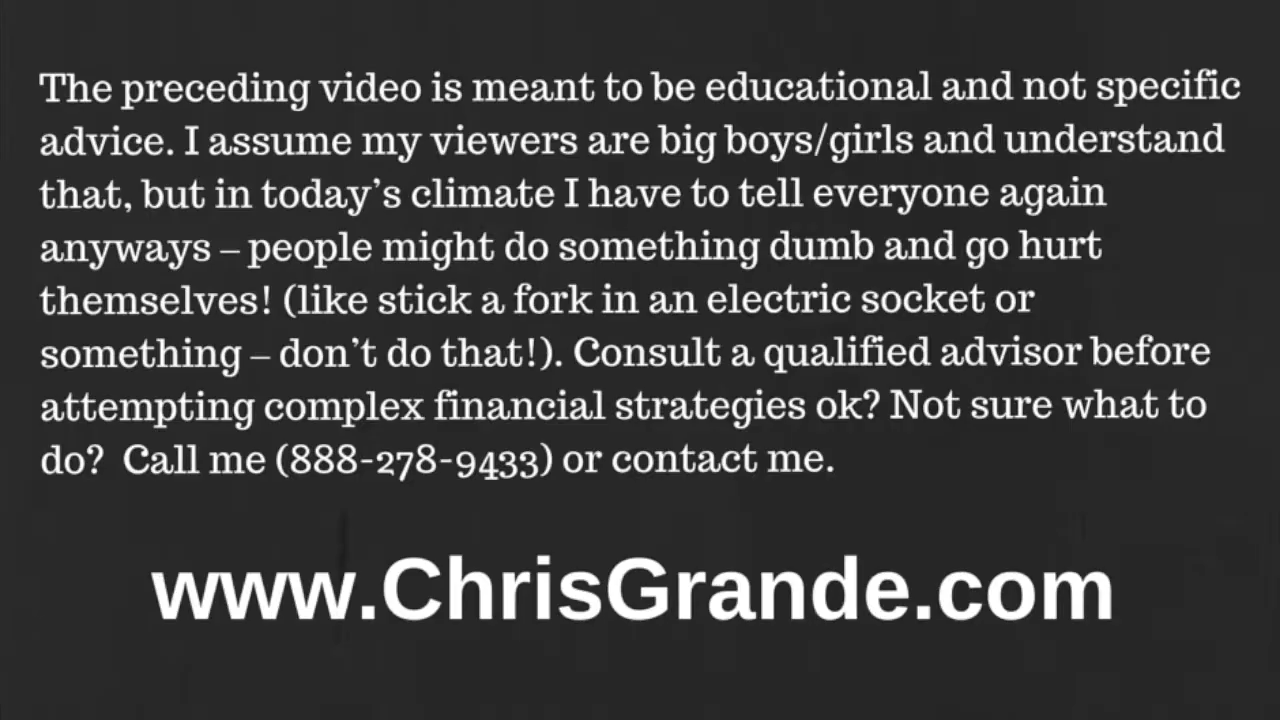 The preceding video is meant to be educational and not specific
advice. I assume my viewers are big boys/girls and understand
that, but in today’s climate I have to tell everyone again
anyways – people might do something dumb and go hurt
themselves! (like stick a fork in an electric socket or
something – don’t do that!). Consult a qualified advisor before
attempting complex financial strategies ok? Not sure what to
do?  Call me (888-278-9433) or contact me.
www.ChrisGrande.com